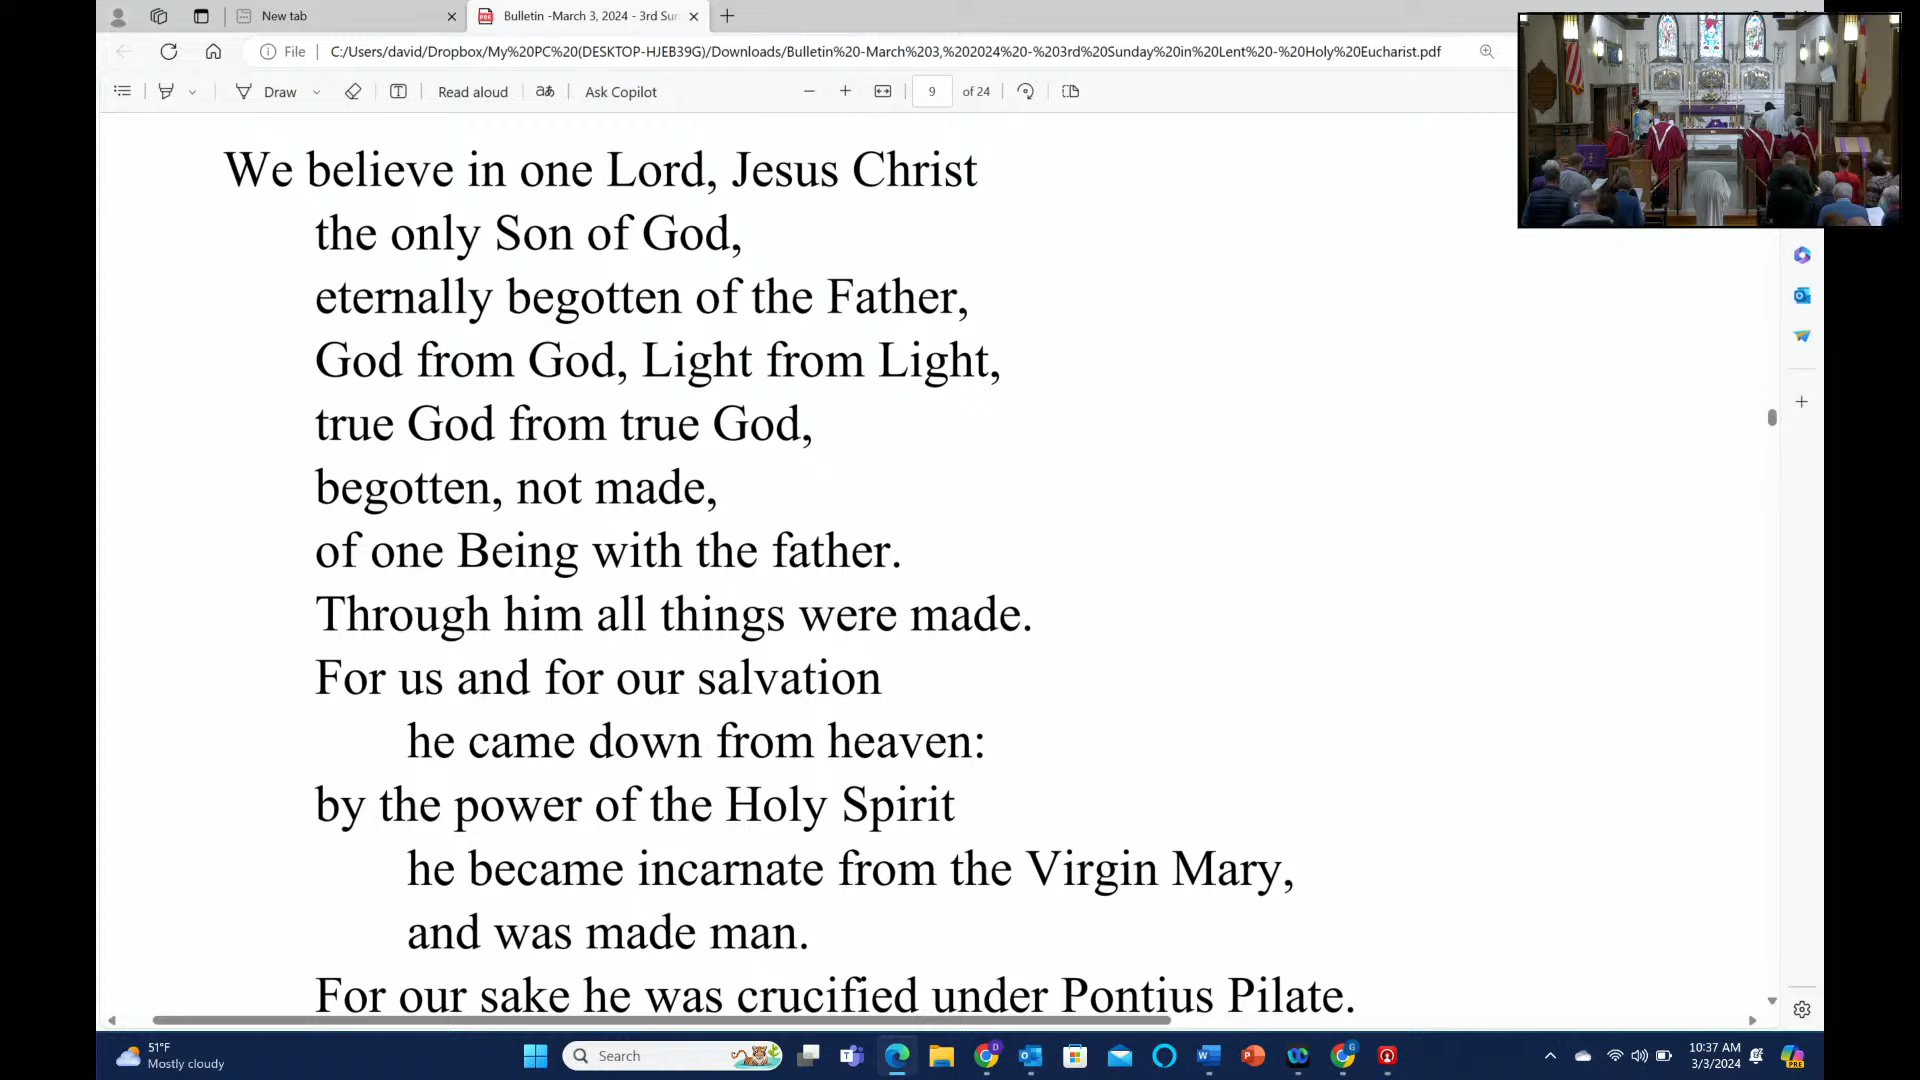 New tab
Bulletin -March 3, 2024 - 3rd Sun
File
C:/Users/david/Dropbox/My%20PC%20(DESKTOP-HJEB39G)/Downloads/Bulletin%20-March%203,%202024%20-%203rd%20Sunday%20in%20Lent%20-%20Holy%20Eucharist.pdf
Draw
Read aloud
Ask Copilot
9 of 24
We believe in one Lord, Jesus Christ
the only Son of God,
eternally begotten of the Father,
God from God, Light from Light,
true God from true God,
begotten, not made,
of one Being with the father.
Through him all things were made.
For us and for our salvation
he came down from heaven:
by the power of the Holy Spirit
he became incarnate from the Virgin Mary,
and was made man.
For our sake he was crucified under Pontius Pilate.
51°F
Mostly cloudy
Search
10:37 AM
3/3/2024